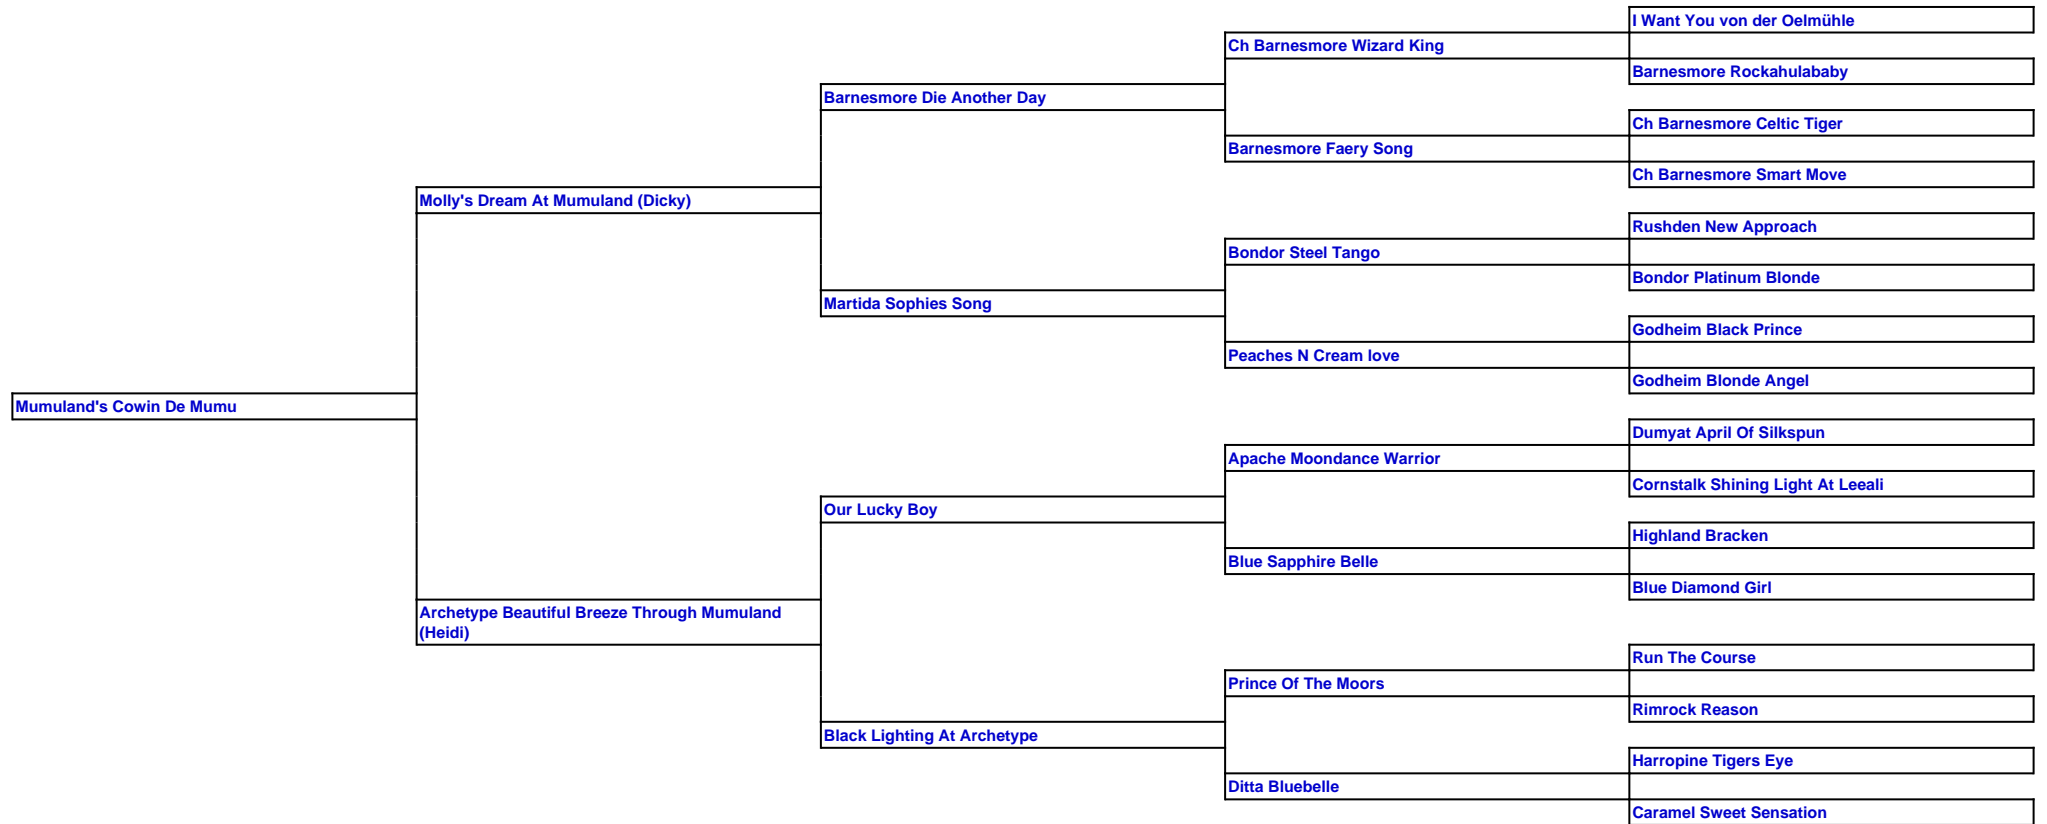 I Want You von der Oelmühle
Ch Barnesmore Wizard King
Barnesmore Rockahulababy
Barnesmore Die Another Day
Ch Barnesmore Celtic Tiger
Barnesmore Faery Song
Ch Barnesmore Smart Move
Molly's Dream At Mumuland (Dicky)
Rushden New Approach
Bondor Steel Tango
Bondor Platinum Blonde
Martida Sophies Song
Godheim Black Prince
Peaches N Cream love
Godheim Blonde Angel
Mumuland's Cowin De Mumu
Dumyat April Of Silkspun
Apache Moondance Warrior
Cornstalk Shining Light At Leeali
Our Lucky Boy
Highland Bracken
Blue Sapphire Belle
Blue Diamond Girl
Archetype Beautiful Breeze Through Mumuland
(Heidi)
Run The Course
Prince Of The Moors
Rimrock Reason
Black Lighting At Archetype
Harropine Tigers Eye
Ditta Bluebelle
Caramel Sweet Sensation